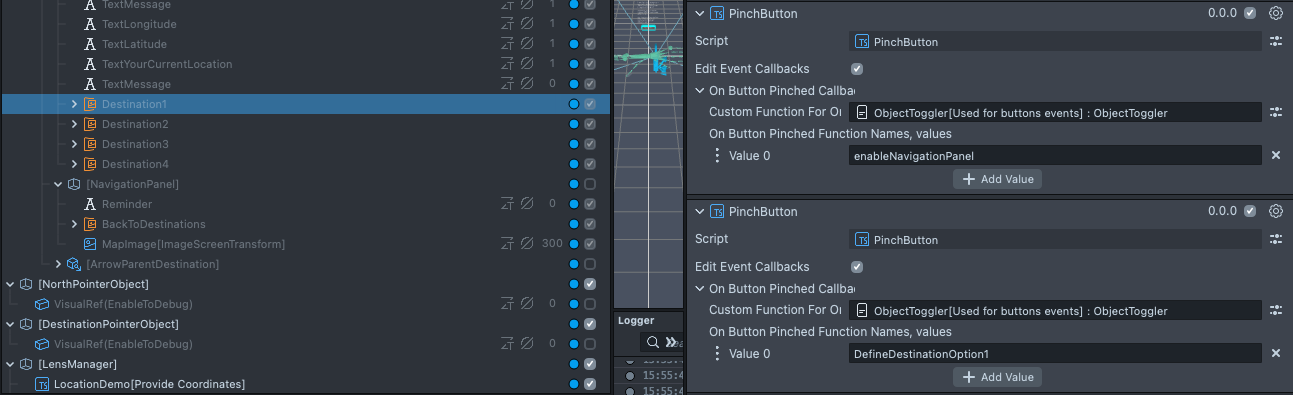 TextMessage 1
TextLongitude 1
TextLatitude 1
TextYourCurrentLocation 1
TextMessage 0
Destination1
Destination2
Destination3
Destination4
[NavigationPanel]
Reminder 0
BackToDestinations
MapImage[ImageScreenTransform] 300
[ArrowParentDestination]
[NorthPointerObject]
VisualRef(EnableToDebug) 0
[DestinationPointerObject]
VisualRef(EnableToDebug) 0
[LensManager]
TS LocationDemo[Provide Coordinates]
Logger
15:55:4
15:55:4
TS PinchButton 0.0.0
Script TS PinchButton
Edit Event Callbacks
On Button Pinched Callba
Custom Function For O ObjectToggler[Used for buttons events] : ObjectToggler
On Button Pinched Function Names, values
Value 0 enableNavigationPanel
+ Add Value
TS PinchButton 0.0.0
Script TS PinchButton
Edit Event Callbacks
On Button Pinched Callba
Custom Function For O ObjectToggler[Used for buttons events] : ObjectToggler
On Button Pinched Function Names, values
Value 0 DefineDestinationOption1
+ Add Value